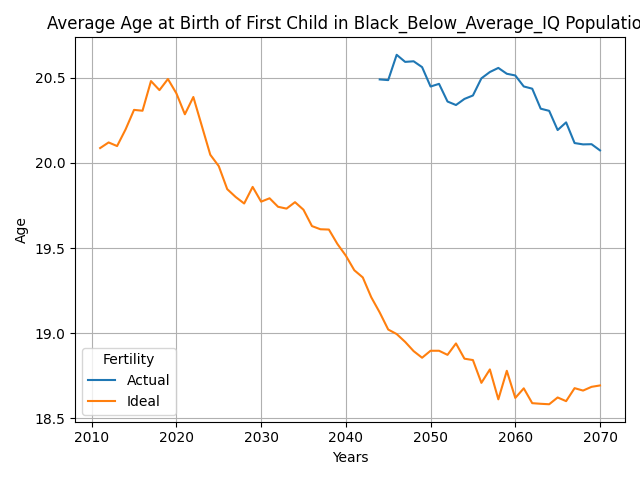 Average Age at Birth of First Child in Black_Below_Average_IQ Populatio
Age
20.5
20.0
19.5
19.0
18.5
Fertility
Actual
Ideal
2010 2020 2030 2040 2050 2060 2070
Years